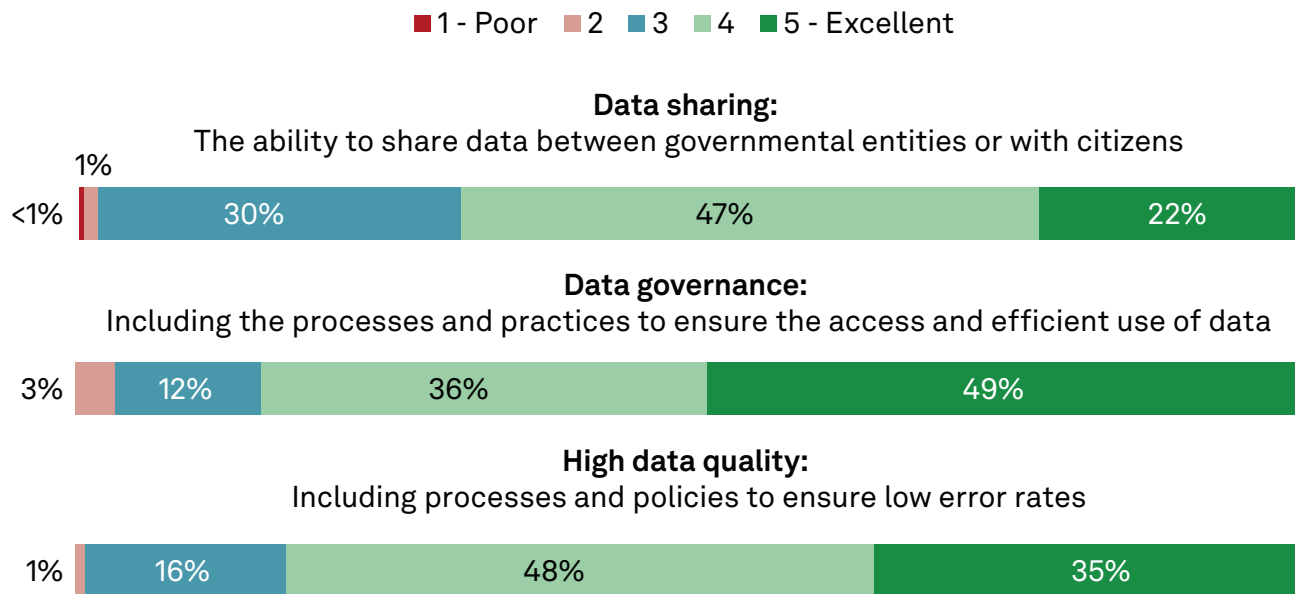 1 - Poor 2 3 4 5 - Excellent
Data sharing:
The ability to share data between governmental entities or with citizens
1%
<1% 30% 47% 22%
Data governance:
Including the processes and practices to ensure the access and efficient use of data
3% 12% 36% 49%
High data quality:
Including processes and policies to ensure low error rates
1% 16% 48% 35%